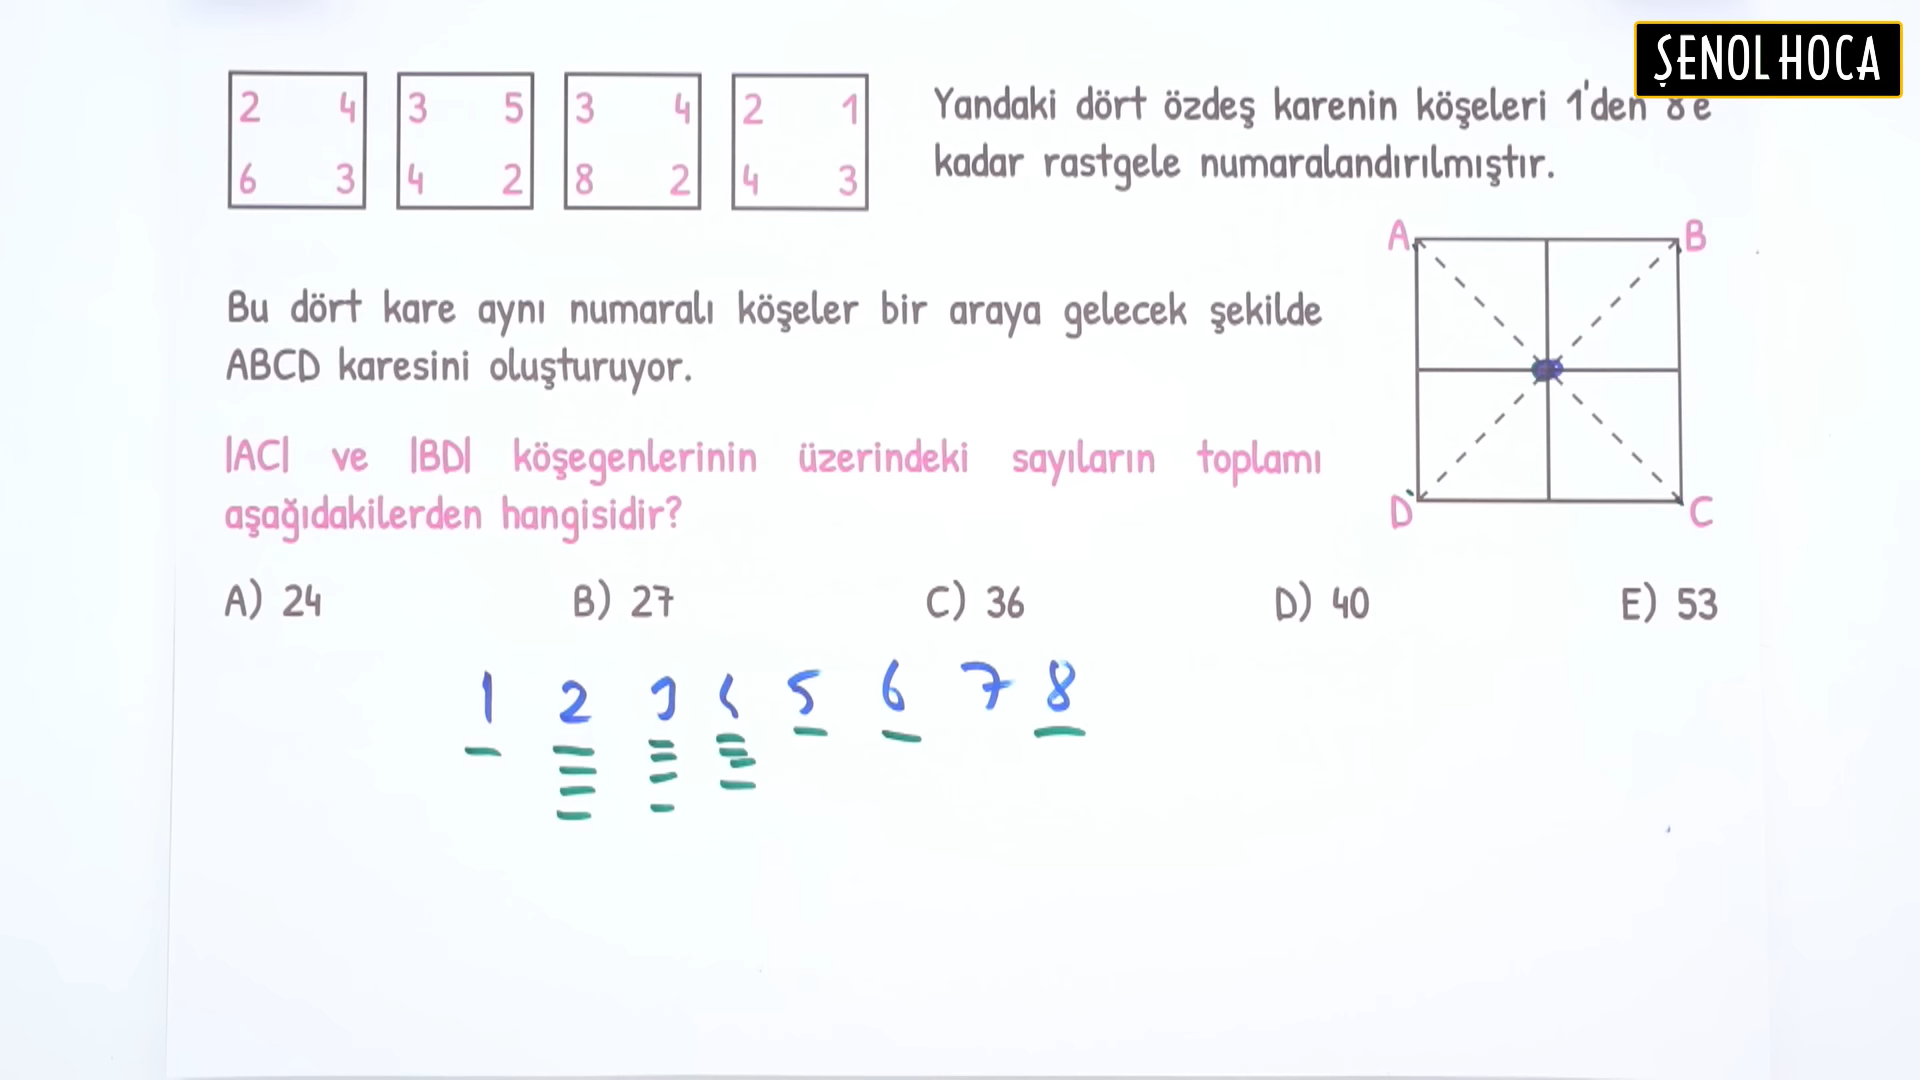 ŞENOL HOCA
2 4 3 5 3 4 2 1
6 3 4 2 8 2 4 3
Yandaki dört özdeş karenin köşeleri 1'den 8'e
kadar rastgele numaralandırılmıştır.
A B
D C
Bu dört kare aynı numaralı köşeler bir araya gelecek şekilde
ABCD karesini oluşturuyor.
|AC| ve |BD| köşegenlerinin üzerindeki sayıların toplamı
aşağıdakilerden hangisidir?
A) 24 B) 27 C) 36 D) 40 E) 53
1 2 3 4 5 6 7 8